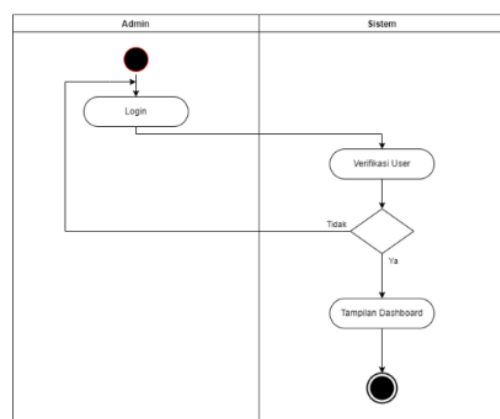 Admin
Sistem
Login
Verifikasi User
Tidak
Ya
Tampilan Dashboard